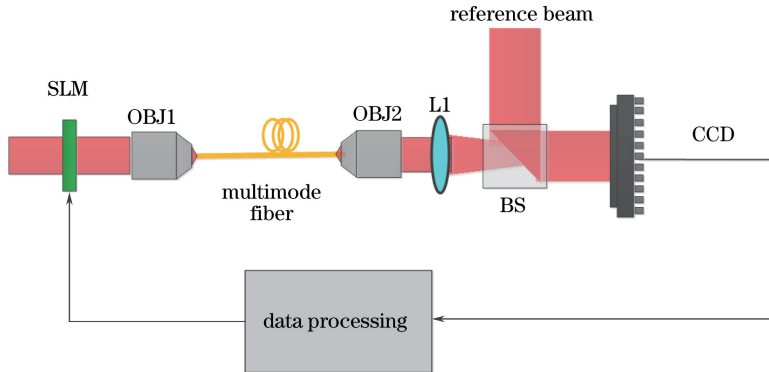 reference beam
SLM
OBJ1
OBJ2
L1
CCD
multimode
fiber
BS
data processing